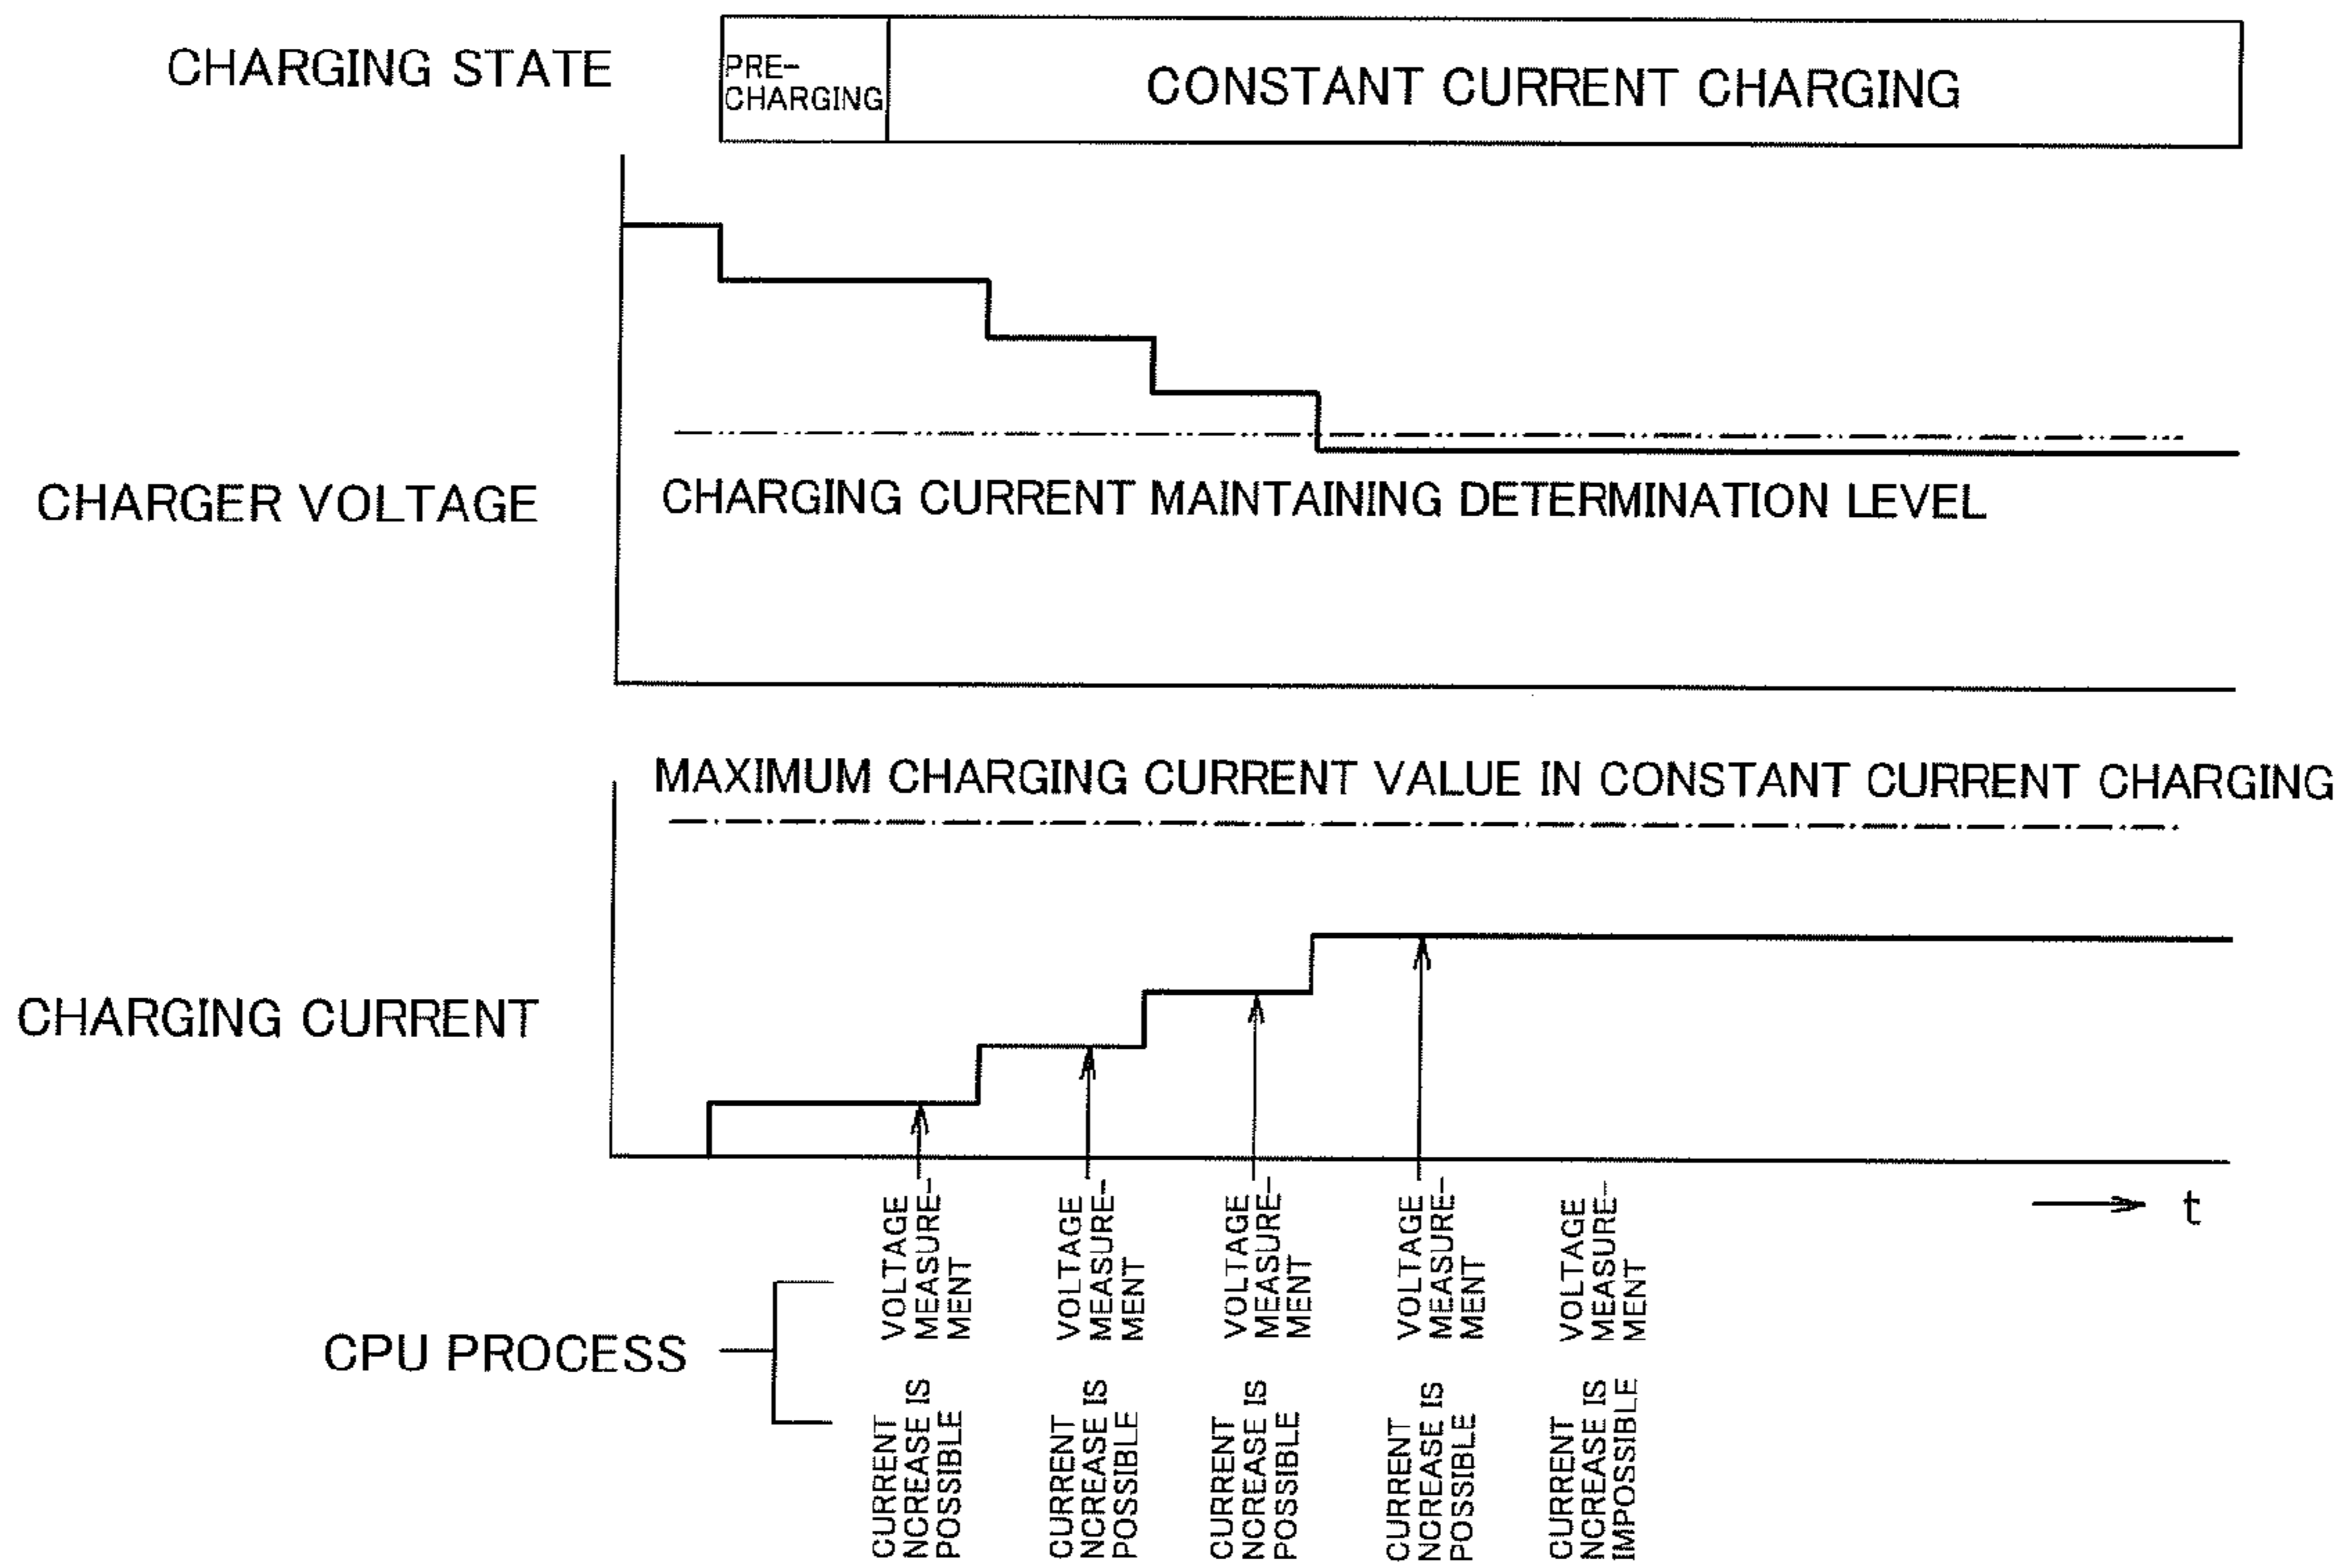 CHARGING STATE
PRE-
CHARGING
CONSTANT CURRENT CHARGING
CHARGER VOLTAGE
CHARGING CURRENT MAINTAINING DETERMINATION LEVEL
MAXIMUM CHARGING CURRENT VALUE IN CONSTANT CURRENT CHARGING
CHARGING CURRENT
t
CPU PROCESS
VOLTAGE
MEASURE-
MENT
VOLTAGE
MEASURE-
MENT
VOLTAGE
MEASURE-
MENT
VOLTAGE
MEASURE-
MENT
VOLTAGE
MEASURE-
MENT
CURRENT
NCREASE IS
POSSIBLE
CURRENT
NCREASE IS
POSSIBLE
CURRENT
NCREASE IS
POSSIBLE
CURRENT
NCREASE IS
POSSIBLE
CURRENT
NCREASE IS
IMPOSSIBLE